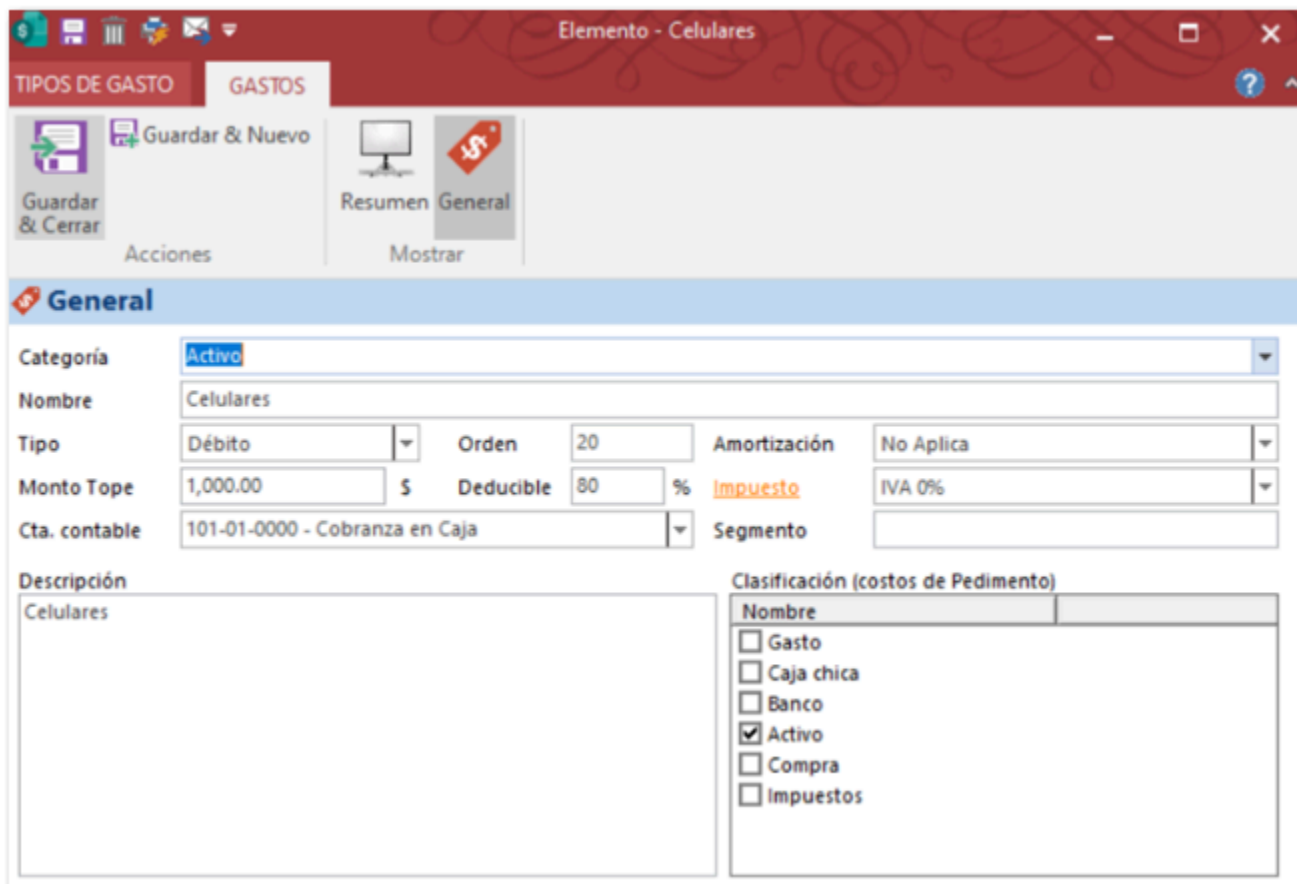 Elemento - Celulares
TIPOS DE GASTO GASTOS
Guardar & Cerrar
Guardar & Nuevo
Resumen General
Acciones Mostrar
General
Categoría Activo
Nombre Celulares
Tipo Débito Orden 20 Amortización No Aplica
Monto Tope 1,000.00 $ Deducible 80 % Impuesto IVA 0%
Cta. contable 101-01-0000 - Cobranza en Caja Segmento
Descripción Clasificación (costos de Pedimento)
Celulares
Nombre
Gasto
Caja chica
Banco
Activo
Compra
Impuestos